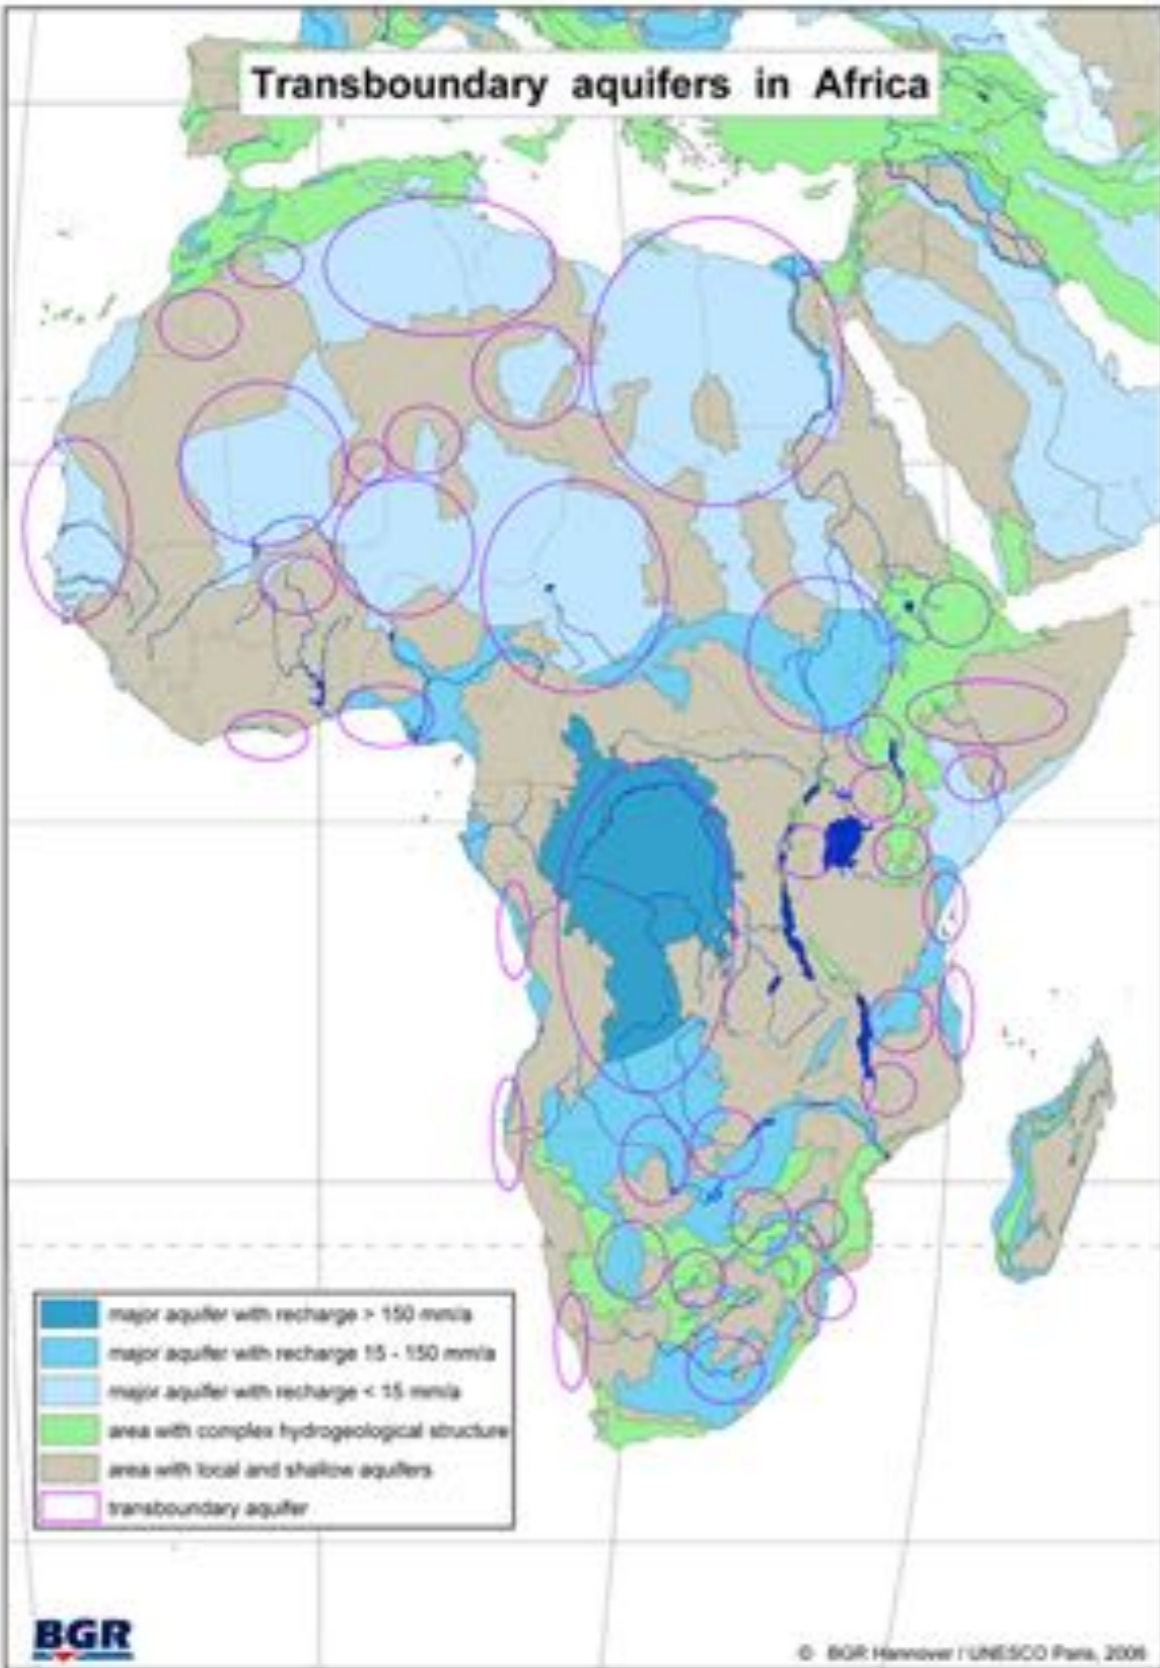 Transboundary aquifers in Africa
major aquifer with recharge > 150 mm/a
major aquifer with recharge 15 - 150 mm/a
major aquifer with recharge < 15 mm/a
area with complex hydrogeological structure
area with local and shallow aquifers
transboundary aquifer
BGR
© BGR Hannover / UNESCO Paris, 2006